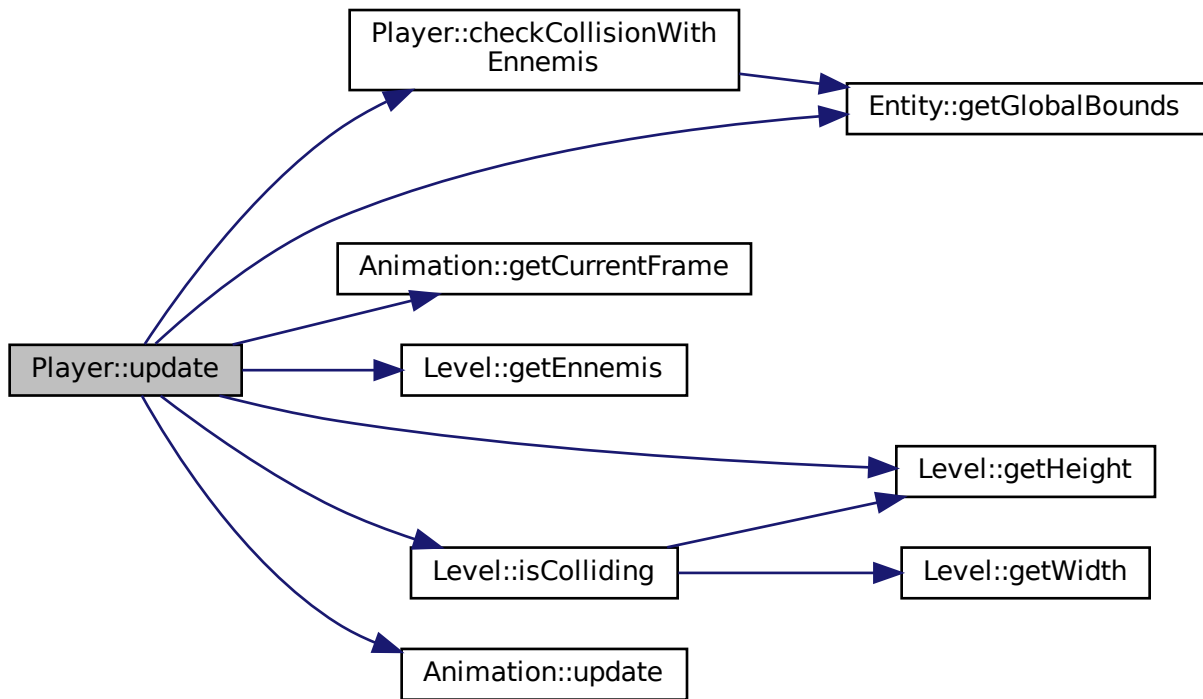 Player::checkCollisionWith
Ennemis
Entity::getGlobalBounds
Animation::getCurrentFrame
Player::update
Level::getEnnemis
Level::getHeight
Level::isColliding
Level::getWidth
Animation::update